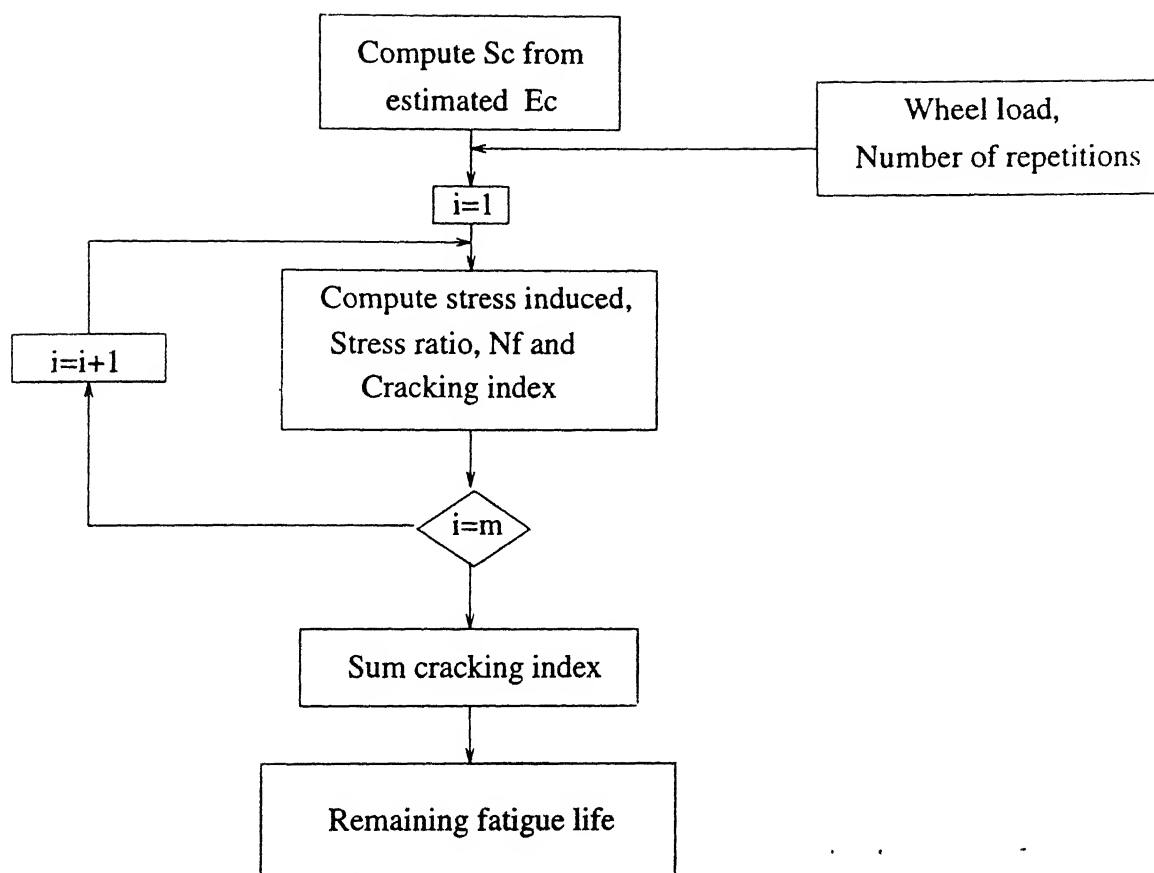 Compute Sc from
estimated Ec
Wheel load,
Number of repetitions
i=1
Compute stress induced,
Stress ratio, Nf and
Cracking index
i=i+1
i=m
Sum cracking index
Remaining fatigue life